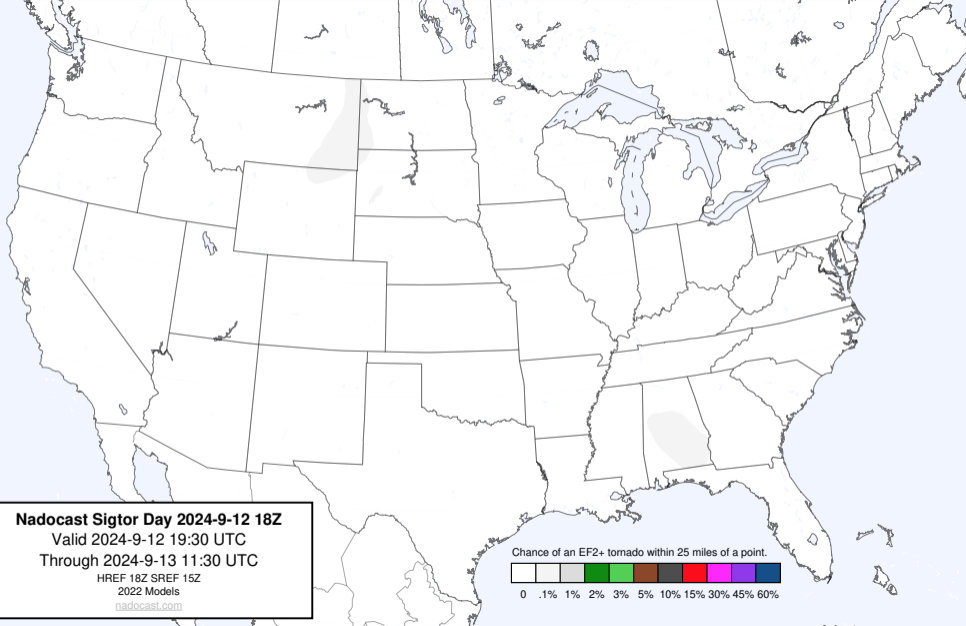 Nadocast Sigtor Day 2024-9-12 18Z
Valid 2024-9-12 19:30 UTC
Through 2024-9-13 11:30 UTC
HREF 18Z SREF 15Z
2022 Models
nadocast.com
Chance of an EF2+ tornado within 25 miles of a point.
0 .1% 1% 2% 3% 5% 10% 15% 30% 45% 60%